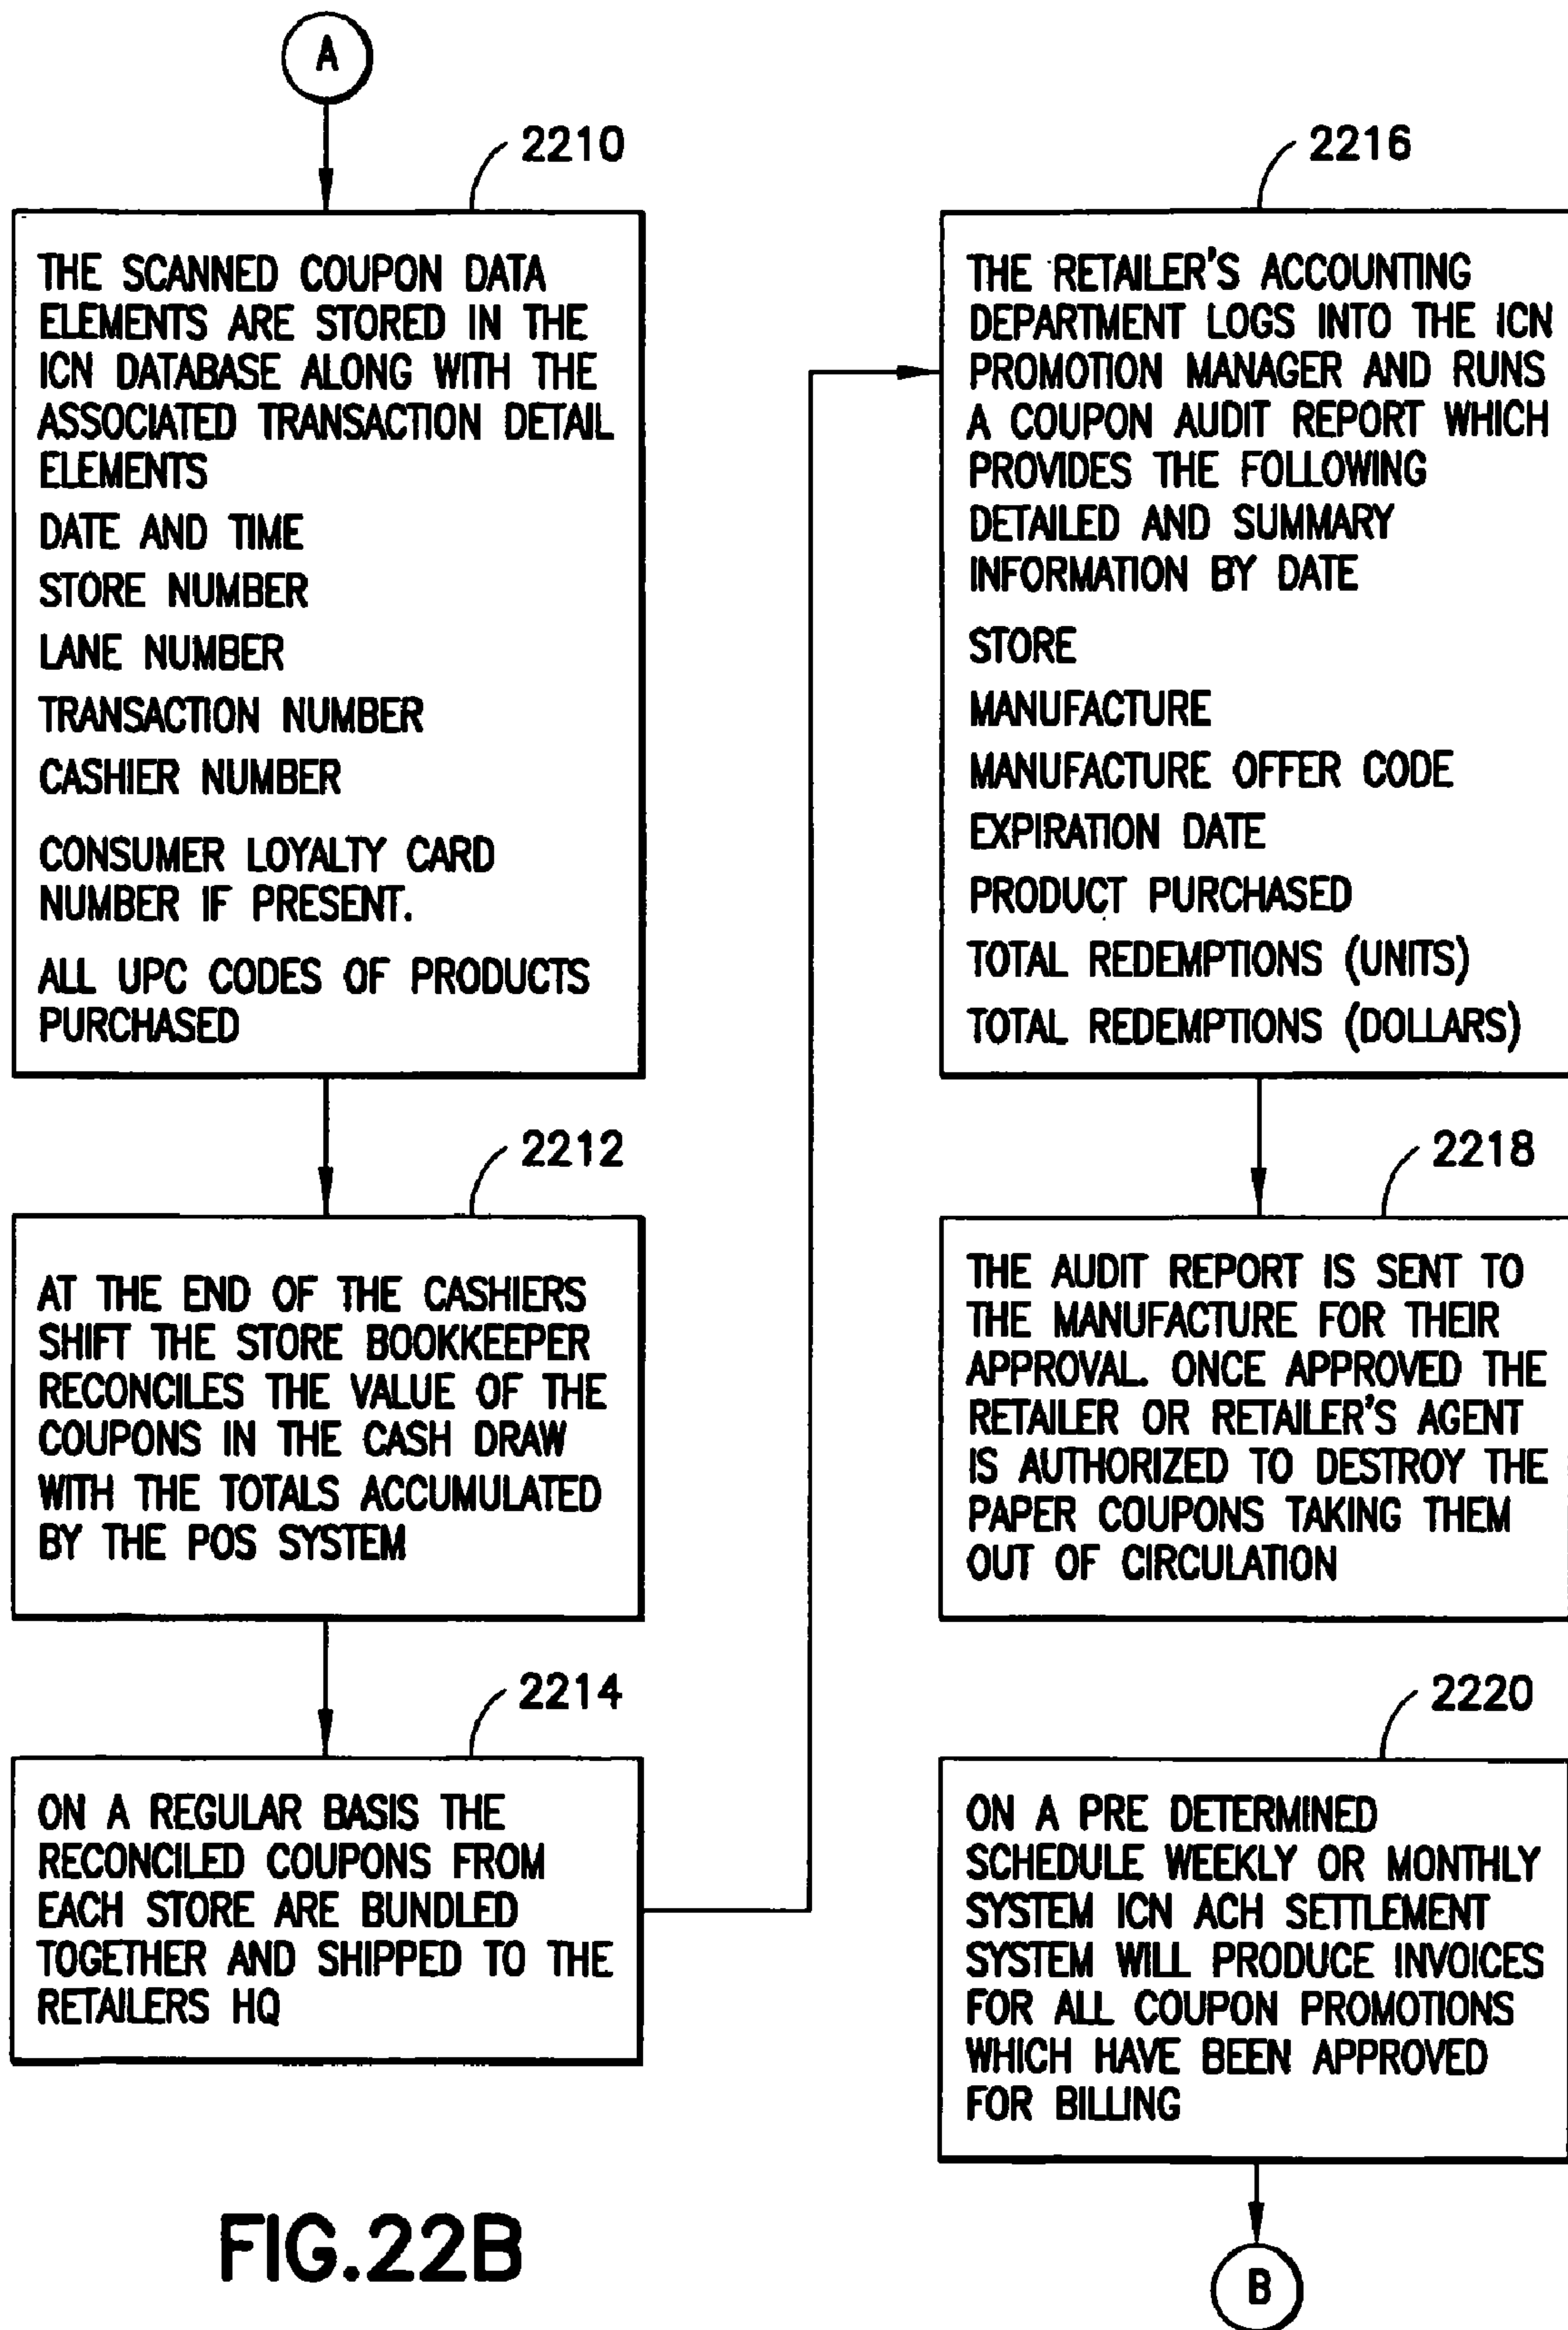 A
2210
THE SCANNED COUPON DATA
ELEMENTS ARE STORED IN THE
ICN DATABASE ALONG WITH THE
ASSOCIATED TRANSACTION DETAIL
ELEMENTS
DATE AND TIME
STORE NUMBER
LANE NUMBER
TRANSACTION NUMBER
CASHIER NUMBER
CONSUMER LOYALTY CARD
NUMBER IF PRESENT.
ALL UPC CODES OF PRODUCTS
PURCHASED
2212
AT THE END OF THE CASHIERS
SHIFT THE STORE BOOKKEEPER
RECONCILES THE VALUE OF THE
COUPONS IN THE CASH DRAW
WITH THE TOTALS ACCUMULATED
BY THE POS SYSTEM
2214
ON A REGULAR BASIS THE
RECONCILED COUPONS FROM
EACH STORE ARE BUNDLED
TOGETHER AND SHIPPED TO THE
RETAILERS HQ
2216
THE RETAILER'S ACCOUNTING
DEPARTMENT LOGS INTO THE ICN
PROMOTION MANAGER AND RUNS
A COUPON AUDIT REPORT WHICH
PROVIDES THE FOLLOWING
DETAILED AND SUMMARY
INFORMATION BY DATE
STORE
MANUFACTURE
MANUFACTURE OFFER CODE
EXPIRATION DATE
PRODUCT PURCHASED
TOTAL REDEMPTIONS (UNITS)
TOTAL REDEMPTIONS (DOLLARS)
2218
THE AUDIT REPORT IS SENT TO
THE MANUFACTURE FOR THEIR
APPROVAL. ONCE APPROVED THE
RETAILER OR RETAILER'S AGENT
IS AUTHORIZED TO DESTROY THE
PAPER COUPONS TAKING THEM
OUT OF CIRCULATION
2220
ON A PRE DETERMINED
SCHEDULE WEEKLY OR MONTHLY
SYSTEM ICN ACH SETTLEMENT
SYSTEM WILL PRODUCE INVOICES
FOR ALL COUPON PROMOTIONS
WHICH HAVE BEEN APPROVED
FOR BILLING
B
FIG.22B